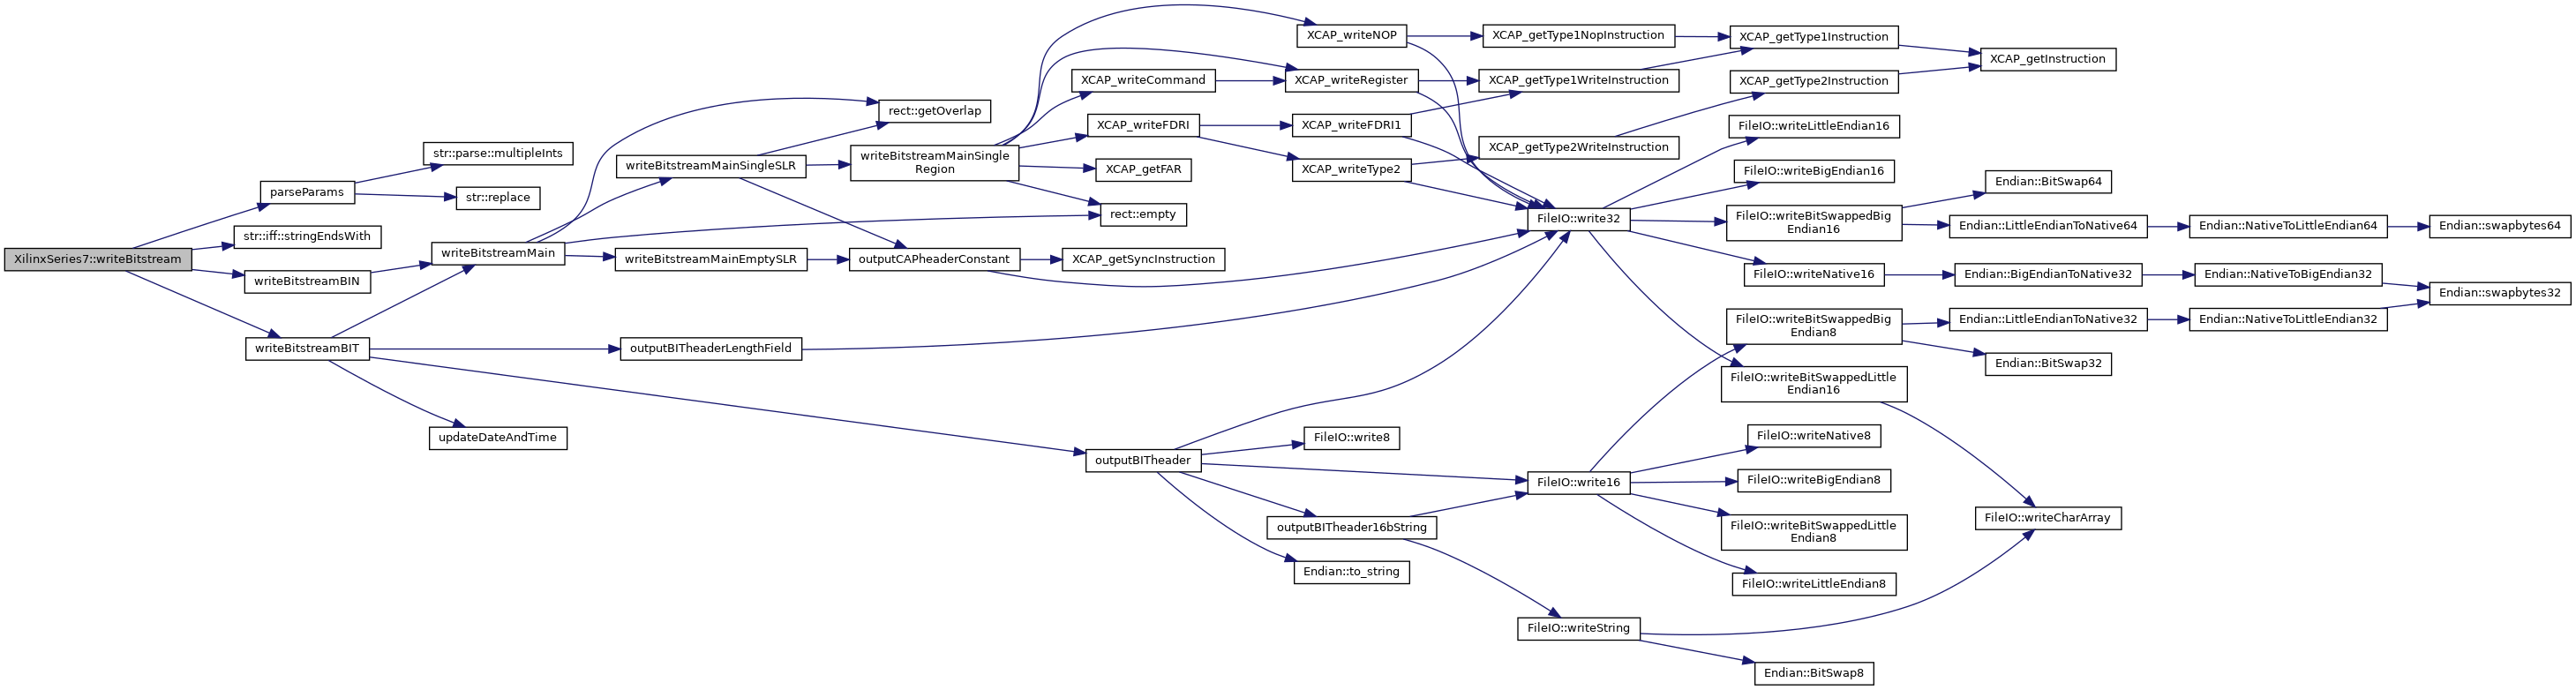 XilinxSeries7::writeBitstream
parseParams
str::parse::multipleInts
str::replace
str::iff::stringEndsWith
writeBitstreamBIN
writeBitstreamBIT
writeBitstreamMain
updateDateAndTime
writeBitstreamMainSingleSLR
writeBitstreamMainEmptySLR
outputBITheaderLengthField
rect::getOverlap
writeBitstreamMainSingle
Region
outputCAPheaderConstant
XCAP_writeCommand
XCAP_writeFDRI
XCAP_getFAR
rect::empty
XCAP_getSyncInstruction
outputBITheader
XCAP_writeNOP
XCAP_writeRegister
XCAP_writeFDRI1
XCAP_writeType2
FileIO::write8
outputBITheader16bString
Endian::to_string
XCAP_getType1NopInstruction
XCAP_getType1WriteInstruction
XCAP_getType2WriteInstruction
FileIO::write32
FileIO::write16
FileIO::writeString
XCAP_getType1Instruction
XCAP_getType2Instruction
FileIO::writeLittleEndian16
FileIO::writeBigEndian16
FileIO::writeBitSwappedBig
Endian16
FileIO::writeNative16
FileIO::writeBitSwappedBig
Endian8
FileIO::writeBitSwappedLittle
Endian16
FileIO::writeNative8
FileIO::writeBigEndian8
FileIO::writeBitSwappedLittle
Endian8
FileIO::writeLittleEndian8
Endian::BitSwap8
XCAP_getInstruction
Endian::BitSwap64
Endian::LittleEndianToNative64
Endian::BigEndianToNative32
Endian::LittleEndianToNative32
Endian::BitSwap32
FileIO::writeCharArray
Endian::NativeToLittleEndian64
Endian::NativeToBigEndian32
Endian::NativeToLittleEndian32
Endian::swapbytes64
Endian::swapbytes32